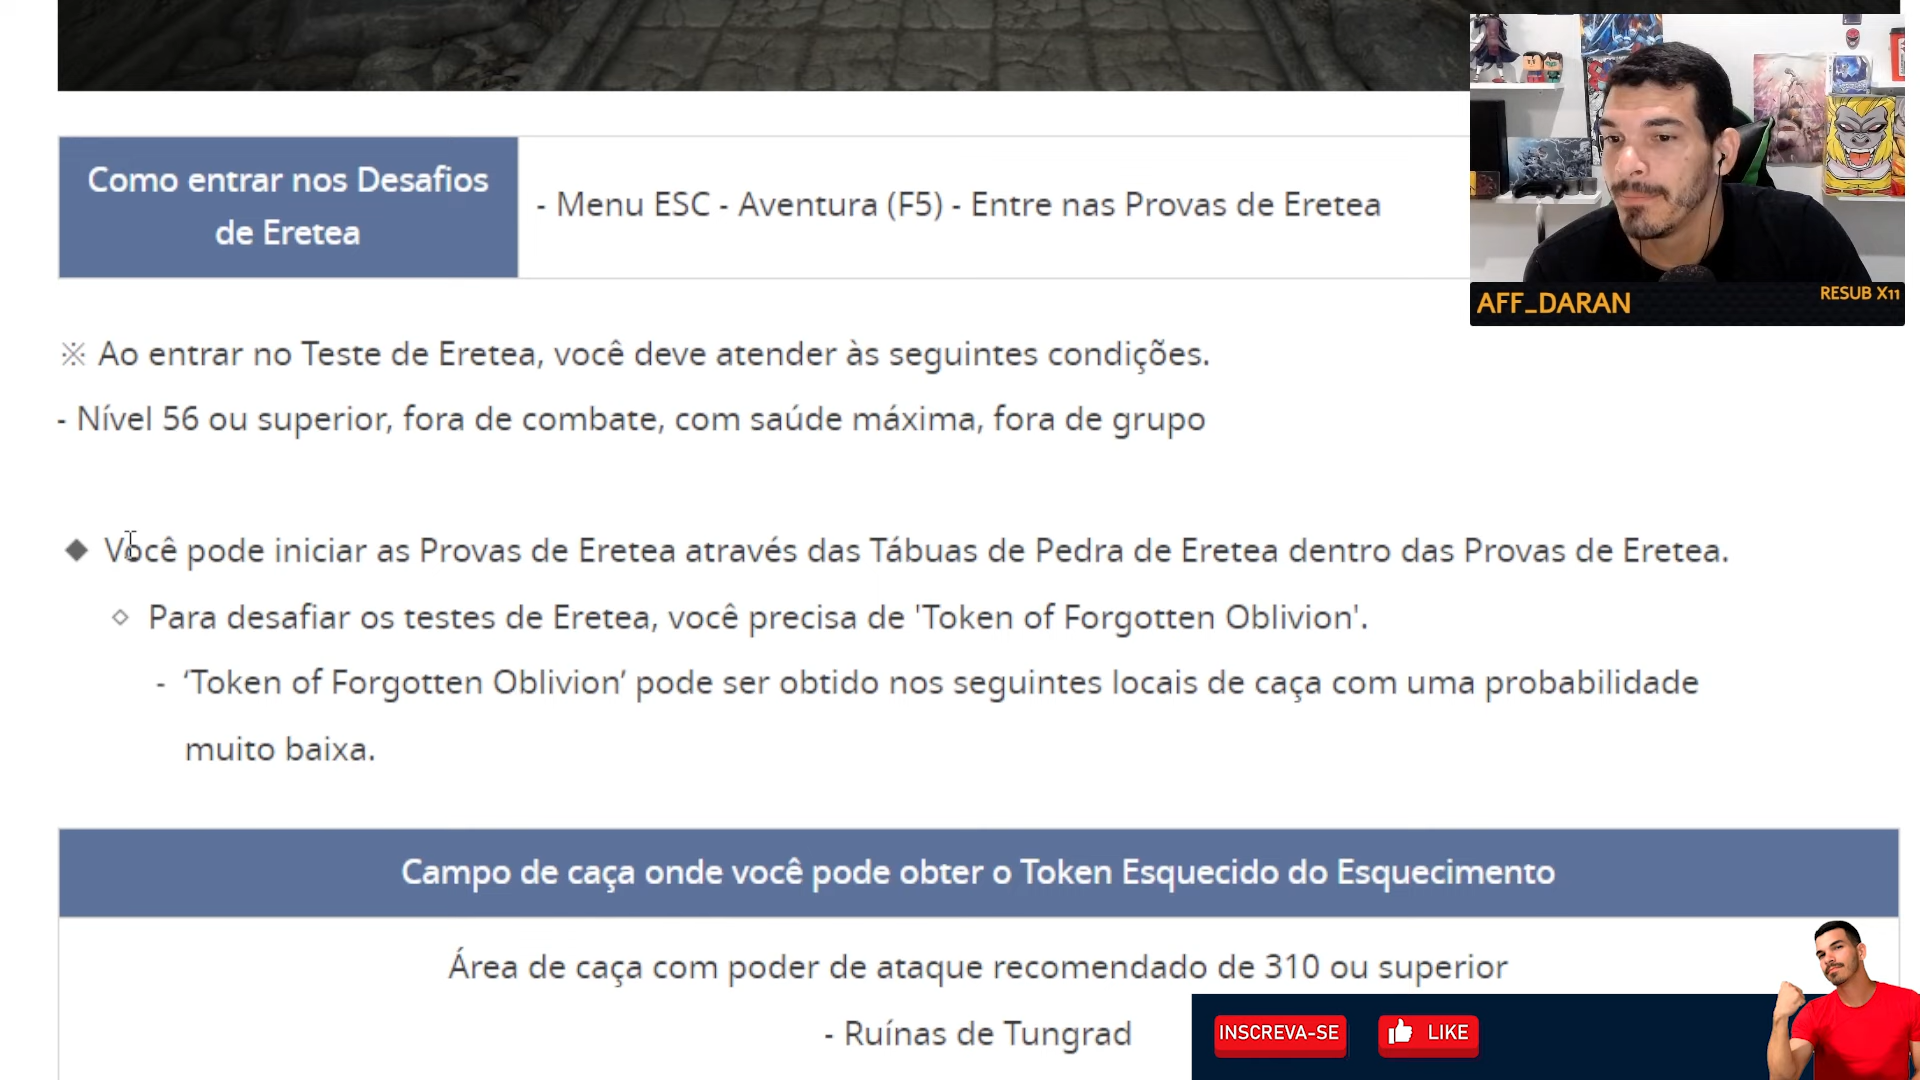 Como entrar nos Desafios
de Eretea
- Menu ESC - Aventura (F5) - Entre nas Provas de Eretea
AFF_DARAN
RESUB X11
※ Ao entrar no Teste de Eretea, você deve atender às seguintes condições.
- Nível 56 ou superior, fora de combate, com saúde máxima, fora de grupo
◆ Você pode iniciar as Provas de Eretea através das Tábuas de Pedra de Eretea dentro das Provas de Eretea.
◇ Para desafiar os testes de Eretea, você precisa de 'Token of Forgotten Oblivion'.
- ‘Token of Forgotten Oblivion’ pode ser obtido nos seguintes locais de caça com uma probabilidade
muito baixa.
Campo de caça onde você pode obter o Token Esquecido do Esquecimento
Área de caça com poder de ataque recomendado de 310 ou superior
- Ruínas de Tungrad
INSCREVA-SE
LIKE